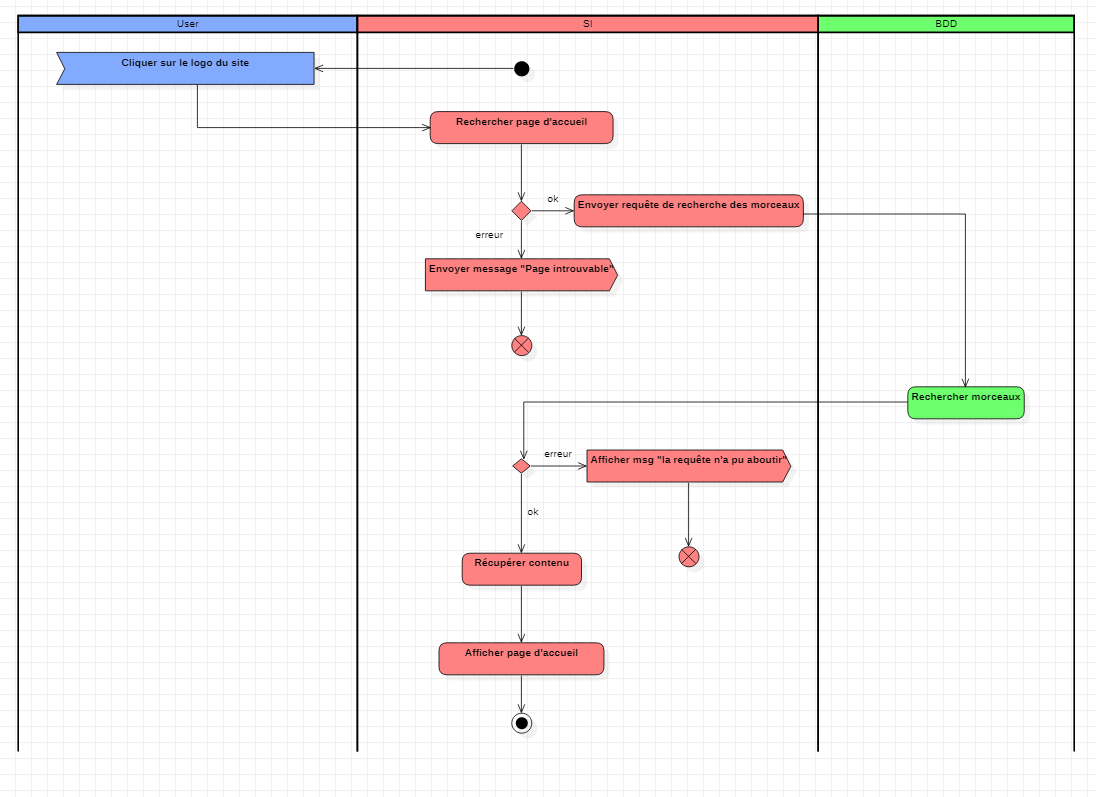 User
SI
BDD
Cliquer sur le logo du site
Rechercher page d'accueil
ok
Envoyer requête de recherche des morceaux
erreur
Envoyer message "Page introuvable"
Rechercher morceaux
erreur
Afficher msg "la requête n'a pu aboutir"
ok
Récupérer contenu
Afficher page d'accueil